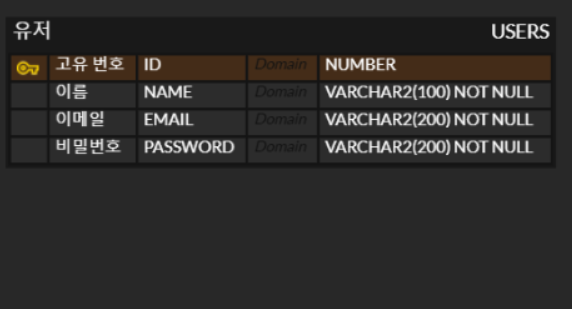 유저 USERS
고유 번호 ID Domain NUMBER
이름 NAME Domain VARCHAR2(100) NOT NULL
이메일 EMAIL Domain VARCHAR2(200) NOT NULL
비밀번호 PASSWORD Domain VARCHAR2(200) NOT NULL